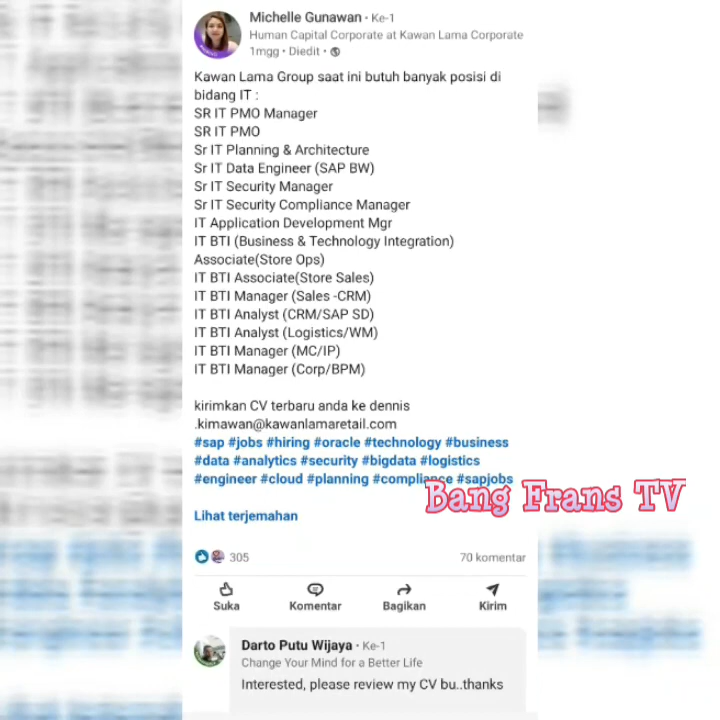 Michelle Gunawan • Ke-1
Human Capital Corporate at Kawan Lama Corporate
1mgg • Diedit •
Kawan Lama Group saat ini butuh banyak posisi di
bidang IT :
SR IT PMO Manager
SR IT PMO
Sr IT Planning & Architecture
Sr IT Data Engineer (SAP BW)
Sr IT Security Manager
Sr IT Security Compliance Manager
IT Application Development Mgr
IT BTI (Business & Technology Integration)
Associate(Store Ops)
IT BTI Associate(Store Sales)
IT BTI Manager (Sales -CRM)
IT BTI Analyst (CRM/SAP SD)
IT BTI Analyst (Logistics/WM)
IT BTI Manager (MC/IP)
IT BTI Manager (Corp/BPM)
kirimkan CV terbaru anda ke dennis
.kimawan@kawanlamaretail.com
#sap #jobs #hiring #oracle #technology #business
#data #analytics #security #bigdata #logistics
#engineer #cloud #planning #compliance #sapjobs
Bang Frans TV
Lihat terjemahan
305 70 komentar
Suka Komentar Bagikan Kirim
Darto Putu Wijaya • Ke-1
Change Your Mind for a Better Life
Interested, please review my CV bu..thanks